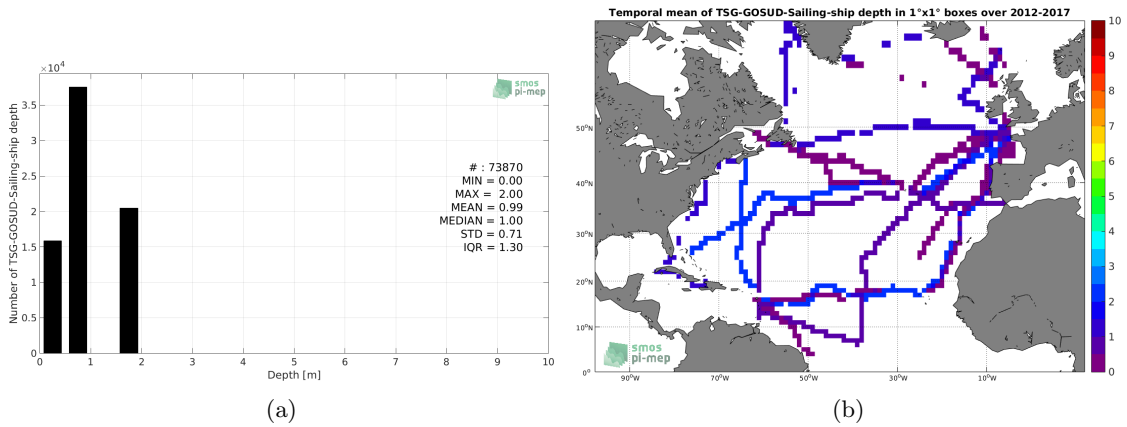 ×10⁴
3.5
3
2.5
2
1.5
1
0.5
0
0 1 2 3 4 5 6 7 8 9 10
Number of TSG-GOSUD-Sailing-ship depth
Depth [m]
smos
pi-mep
# : 73870
MIN = 0.00
MAX = 2.00
MEAN = 0.99
MEDIAN = 1.00
STD = 0.71
IQR = 1.30
(a)
Temporal mean of TSG-GOSUD-Sailing-ship depth in 1°x1° boxes over 2012-2017
50°N
40°N
30°N
20°N
10°N
0°
90°W 70°W 50°W 30°W 10°W
smos
pi-mep
10
9
8
7
6
5
4
3
2
1
0
(b)